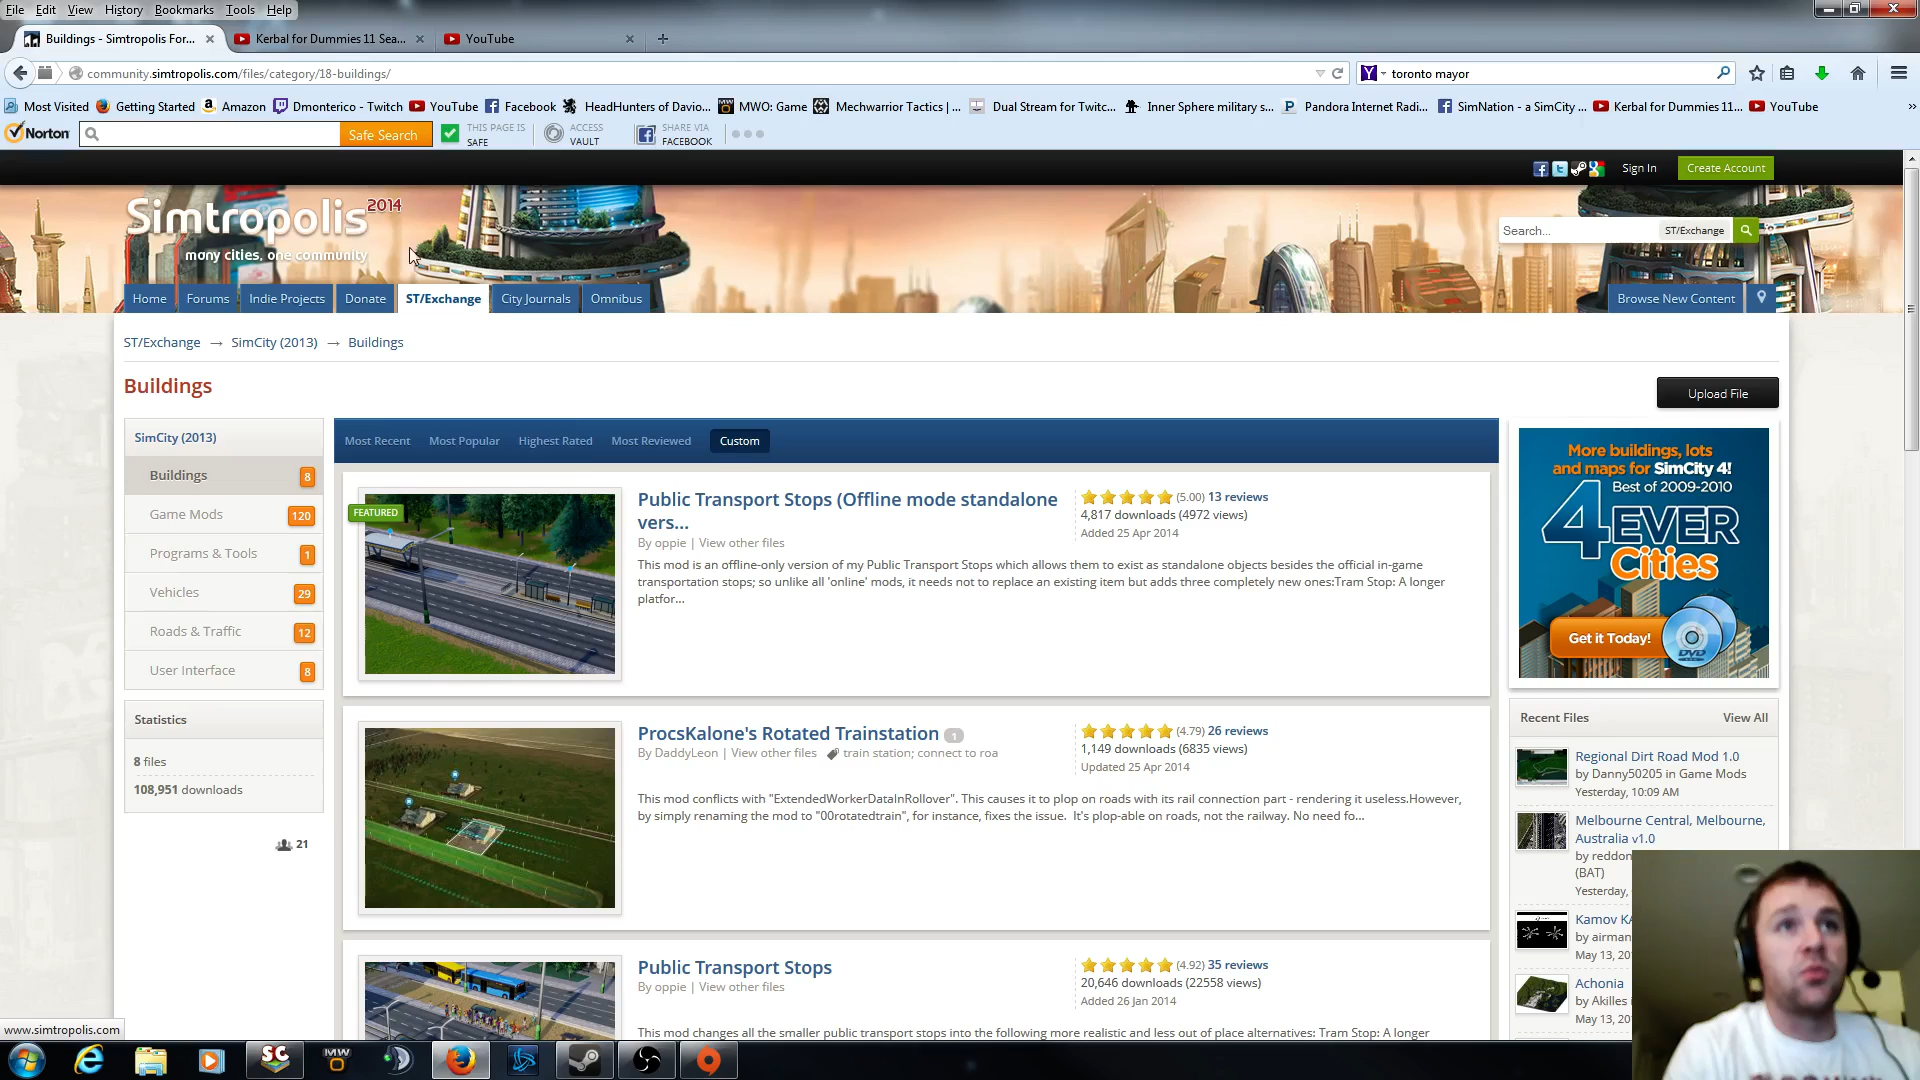 File Edit View History Bookmarks Tools Help
Buildings - Simtropolis For... × Kerbal for Dummies 11 Sea... × YouTube × +
community.simtropolis.com/files/category/18-buildings/ toronto mayor
Most Visited Getting Started Amazon Dmonterico - Twitch YouTube Facebook HeadHunters of Davio... MWO: Game Mechwarrior Tactics |... Dual Stream for Twitc... Inner Sphere military s... Pandora Internet Radi... SimNation - a SimCity ... Kerbal for Dummies 11... YouTube »
Norton Safe Search THIS PAGE IS SAFE ACCESS VAULT SHARE VIA FACEBOOK
Sign In Create Account
Simtropolis 2014
many cities, one community
Search... ST/Exchange
Home Forums Indie Projects Donate ST/Exchange City Journals Omnibus Browse New Content
ST/Exchange → SimCity (2013) → Buildings
Buildings
Upload File
SimCity (2013)
Buildings 8
Game Mods 120
Programs & Tools 1
Vehicles 29
Roads & Traffic 12
User Interface 8
Statistics
8 files
108,951 downloads
21
Most Recent Most Popular Highest Rated Most Reviewed Custom
FEATURED
Public Transport Stops (Offline mode standalone
vers...
By oppie | View other files
(5.00) 13 reviews
4,817 downloads (4972 views)
Added 25 Apr 2014
This mod is an offline-only version of my Public Transport Stops which allows them to exist as standalone objects besides the official in-game
transportation stops; so unlike all 'online' mods, it needs not to replace an existing item but adds three completely new ones:Tram Stop: A longer
platfor...
ProcsKalone's Rotated Trainstation 1
By DaddyLeon | View other files train station; connect to roa
(4.79) 26 reviews
1,149 downloads (6835 views)
Updated 25 Apr 2014
This mod conflicts with "ExtendedWorkerDataInRollover". This causes it to plop on roads with its rail connection part - rendering it useless.However,
by simply renaming the mod to "00rotatedtrain", for instance, fixes the issue. It's plop-able on roads, not the railway. No need fo...
Public Transport Stops
By oppie | View other files
(4.92) 35 reviews
20,646 downloads (22558 views)
Added 26 Jan 2014
This mod changes all the smaller public transport stops into the following more realistic and less out of place alternatives: Tram Stop: A longer
More buildings, lots
and maps for SimCity 4!
Best of 2009-2010
4EVER
Cities
Get it Today!
DVD
Recent Files View All
Regional Dirt Road Mod 1.0
by Danny50205 in Game Mods
Yesterday, 10:09 AM
Melbourne Central, Melbourne,
Australia v1.0
by reddon
(BAT)
Yesterday,
Kamov KA
by airman
May 13, 20
Achonia
by Akilles i
May 13, 20
www.simtropolis.com
SC
MW